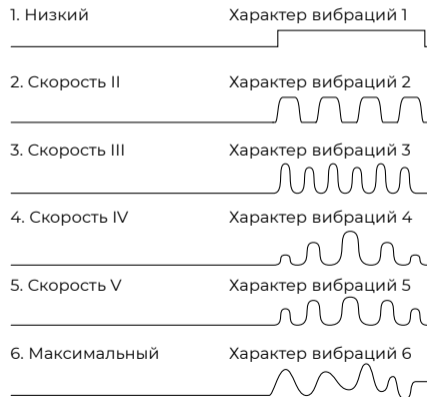 1. Низкий Характер вибраций 1
2. Скорость II Характер вибраций 2
3. Скорость III Характер вибраций 3
4. Скорость IV Характер вибраций 4
5. Скорость V Характер вибраций 5
6. Максимальный Характер вибраций 6